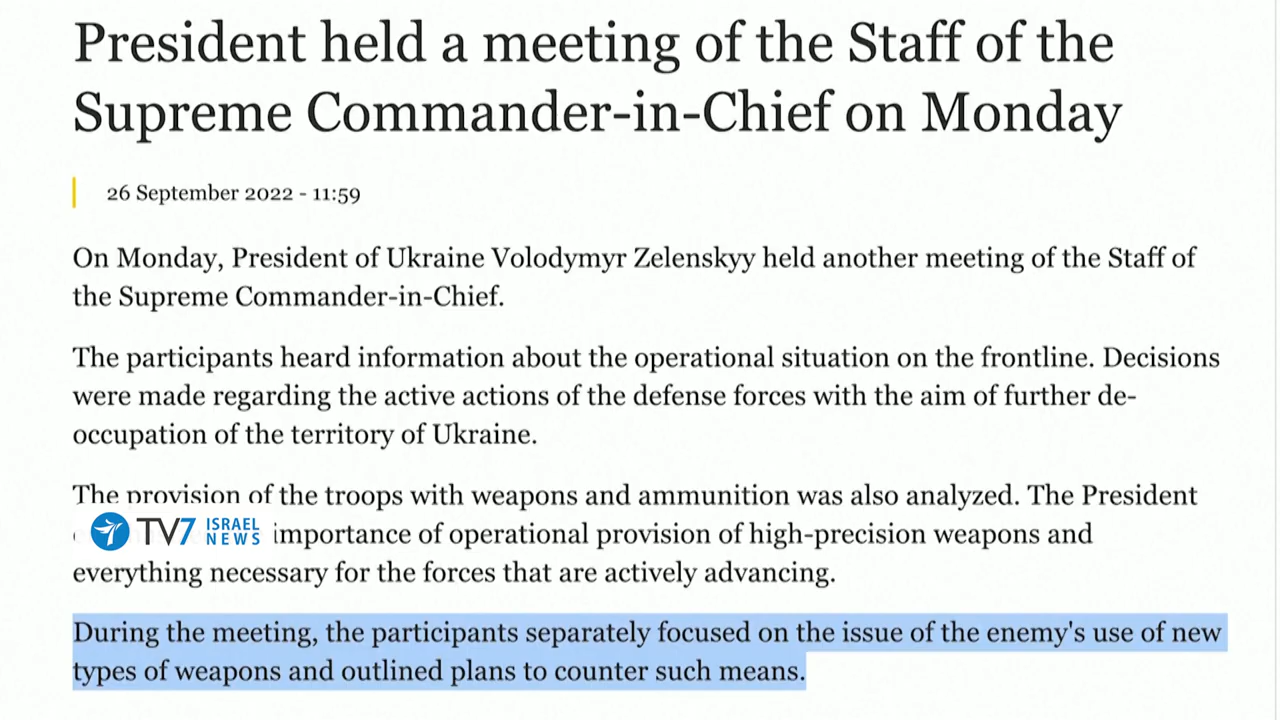 President held a meeting of the Staff of the
Supreme Commander-in-Chief on Monday
26 September 2022 - 11:59
On Monday, President of Ukraine Volodymyr Zelenskyy held another meeting of the Staff of
the Supreme Commander-in-Chief.
The participants heard information about the operational situation on the frontline. Decisions
were made regarding the active actions of the defense forces with the aim of further de-
occupation of the territory of Ukraine.
The provision of the troops with weapons and ammunition was also analyzed. The President
TV7 ISRAEL NEWS importance of operational provision of high-precision weapons and
everything necessary for the forces that are actively advancing.
During the meeting, the participants separately focused on the issue of the enemy's use of new
types of weapons and outlined plans to counter such means.